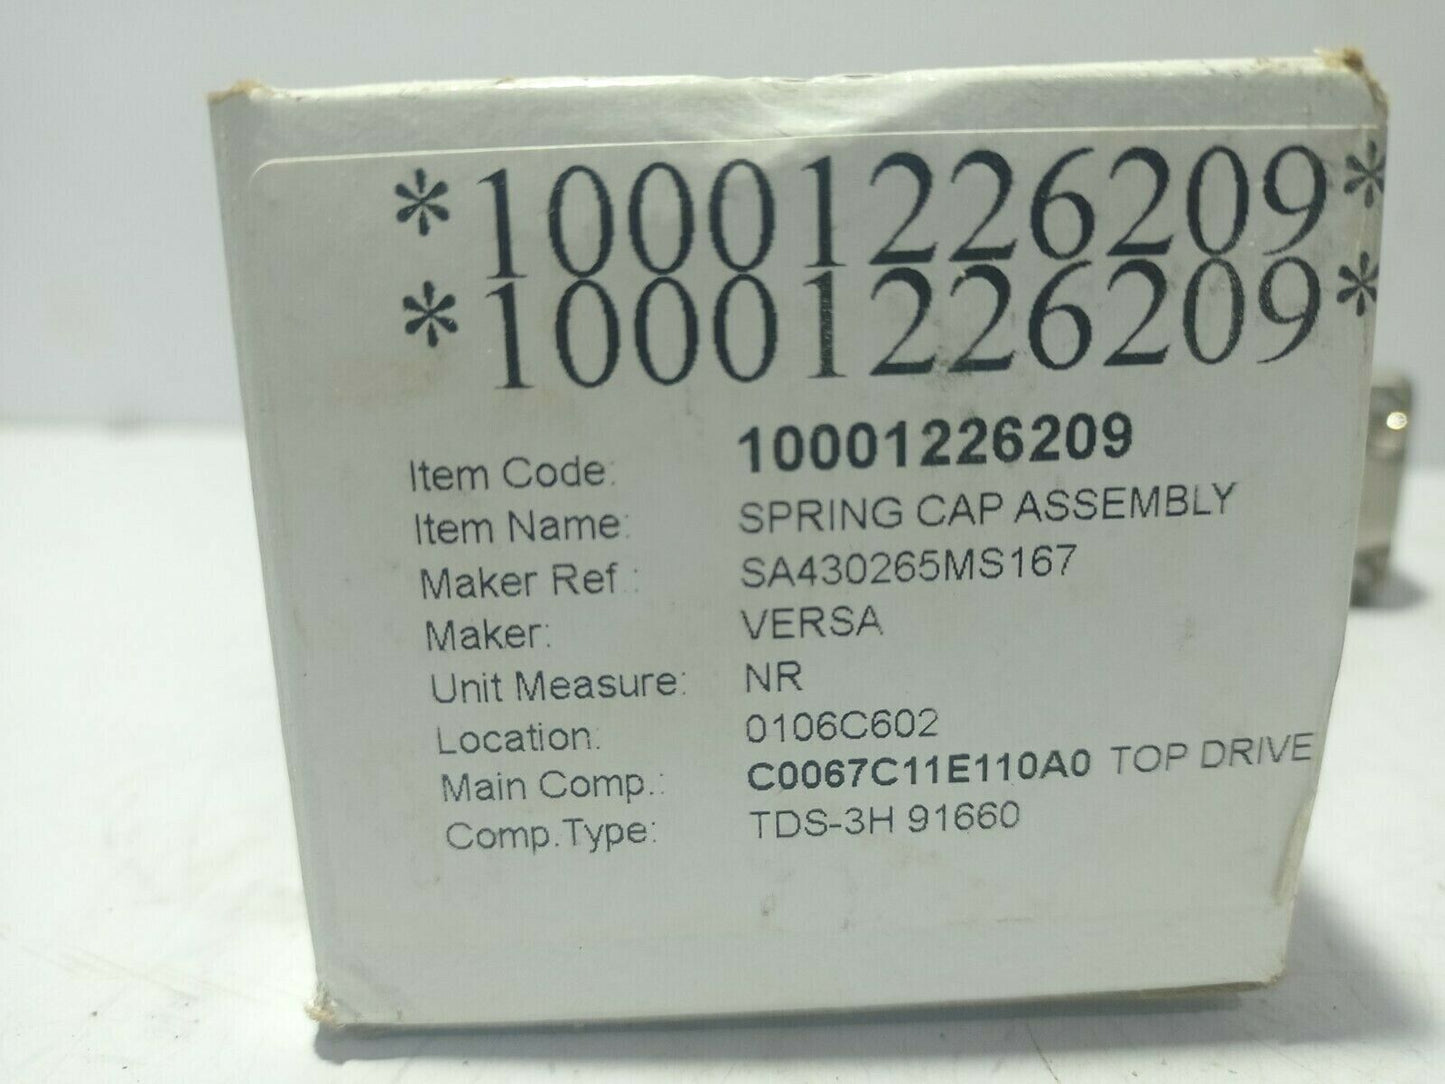 *10001226209*
*10001226209*
Item Code: 10001226209
Item Name: SPRING CAP ASSEMBLY
Maker Ref.: SA430265MS167
Maker: VERSA
Unit Measure: NR
Location: 0106C602
Main Comp.: C0067C11E110A0 TOP DRIVE
Comp.Type: TDS-3H 91660